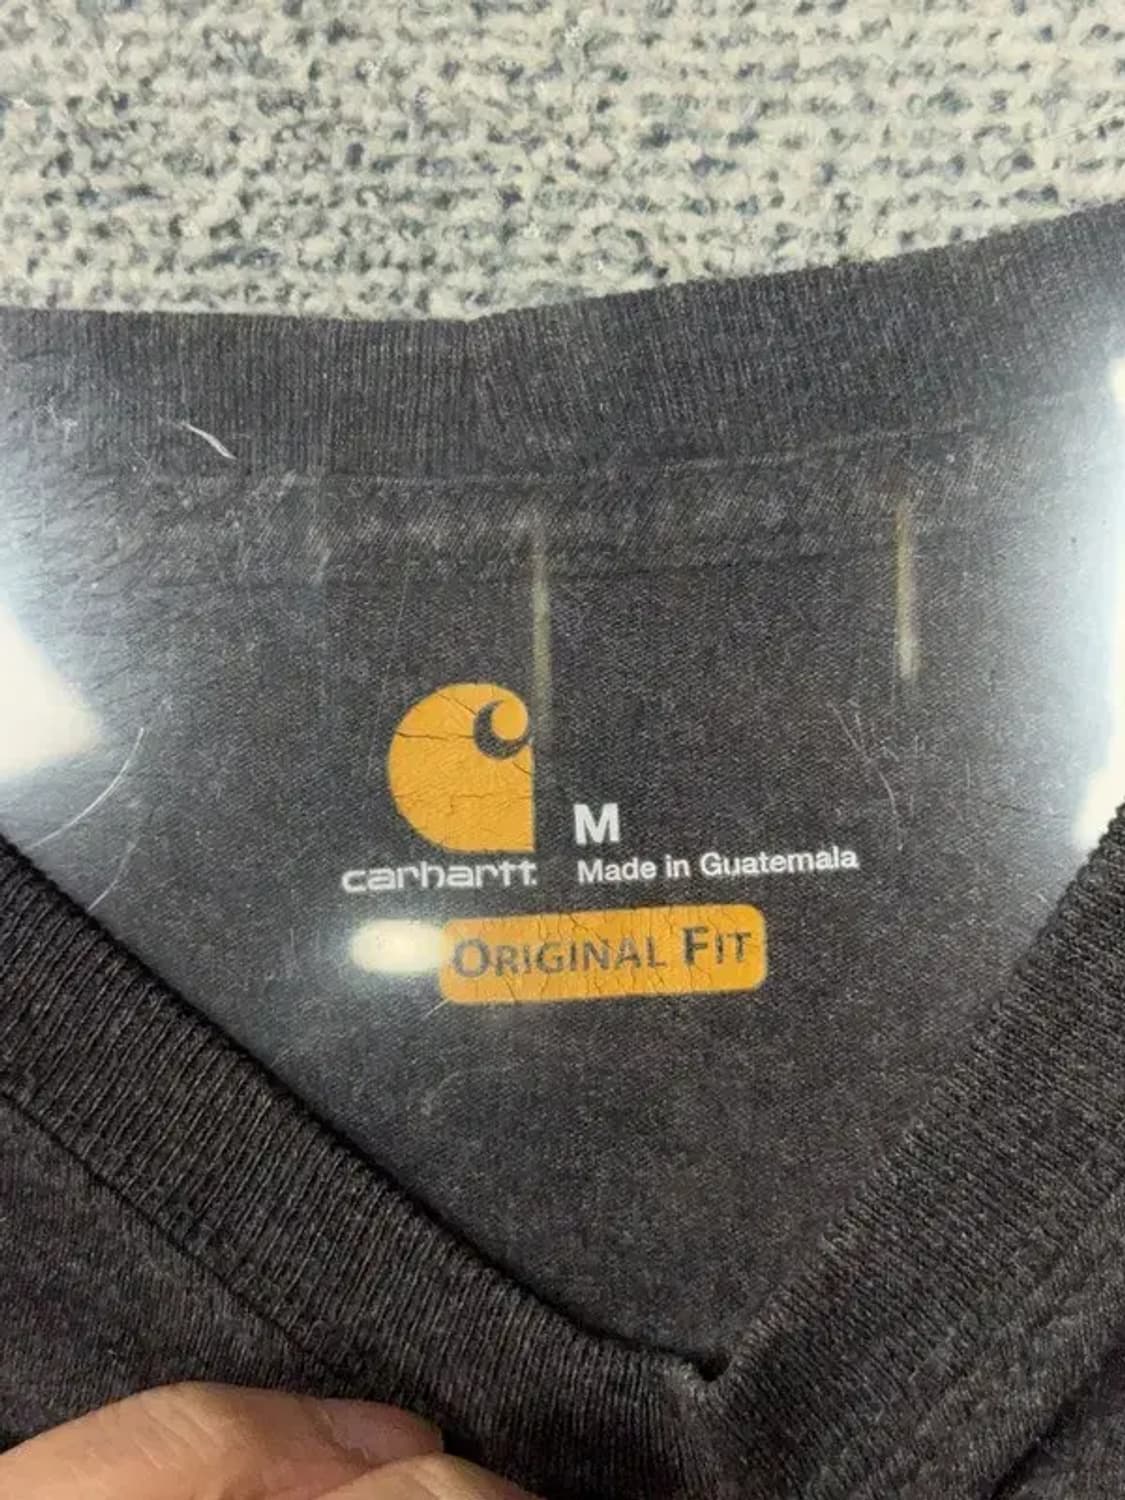 carhartt.
M
Made in Guatemala
ORIGINAL FIT